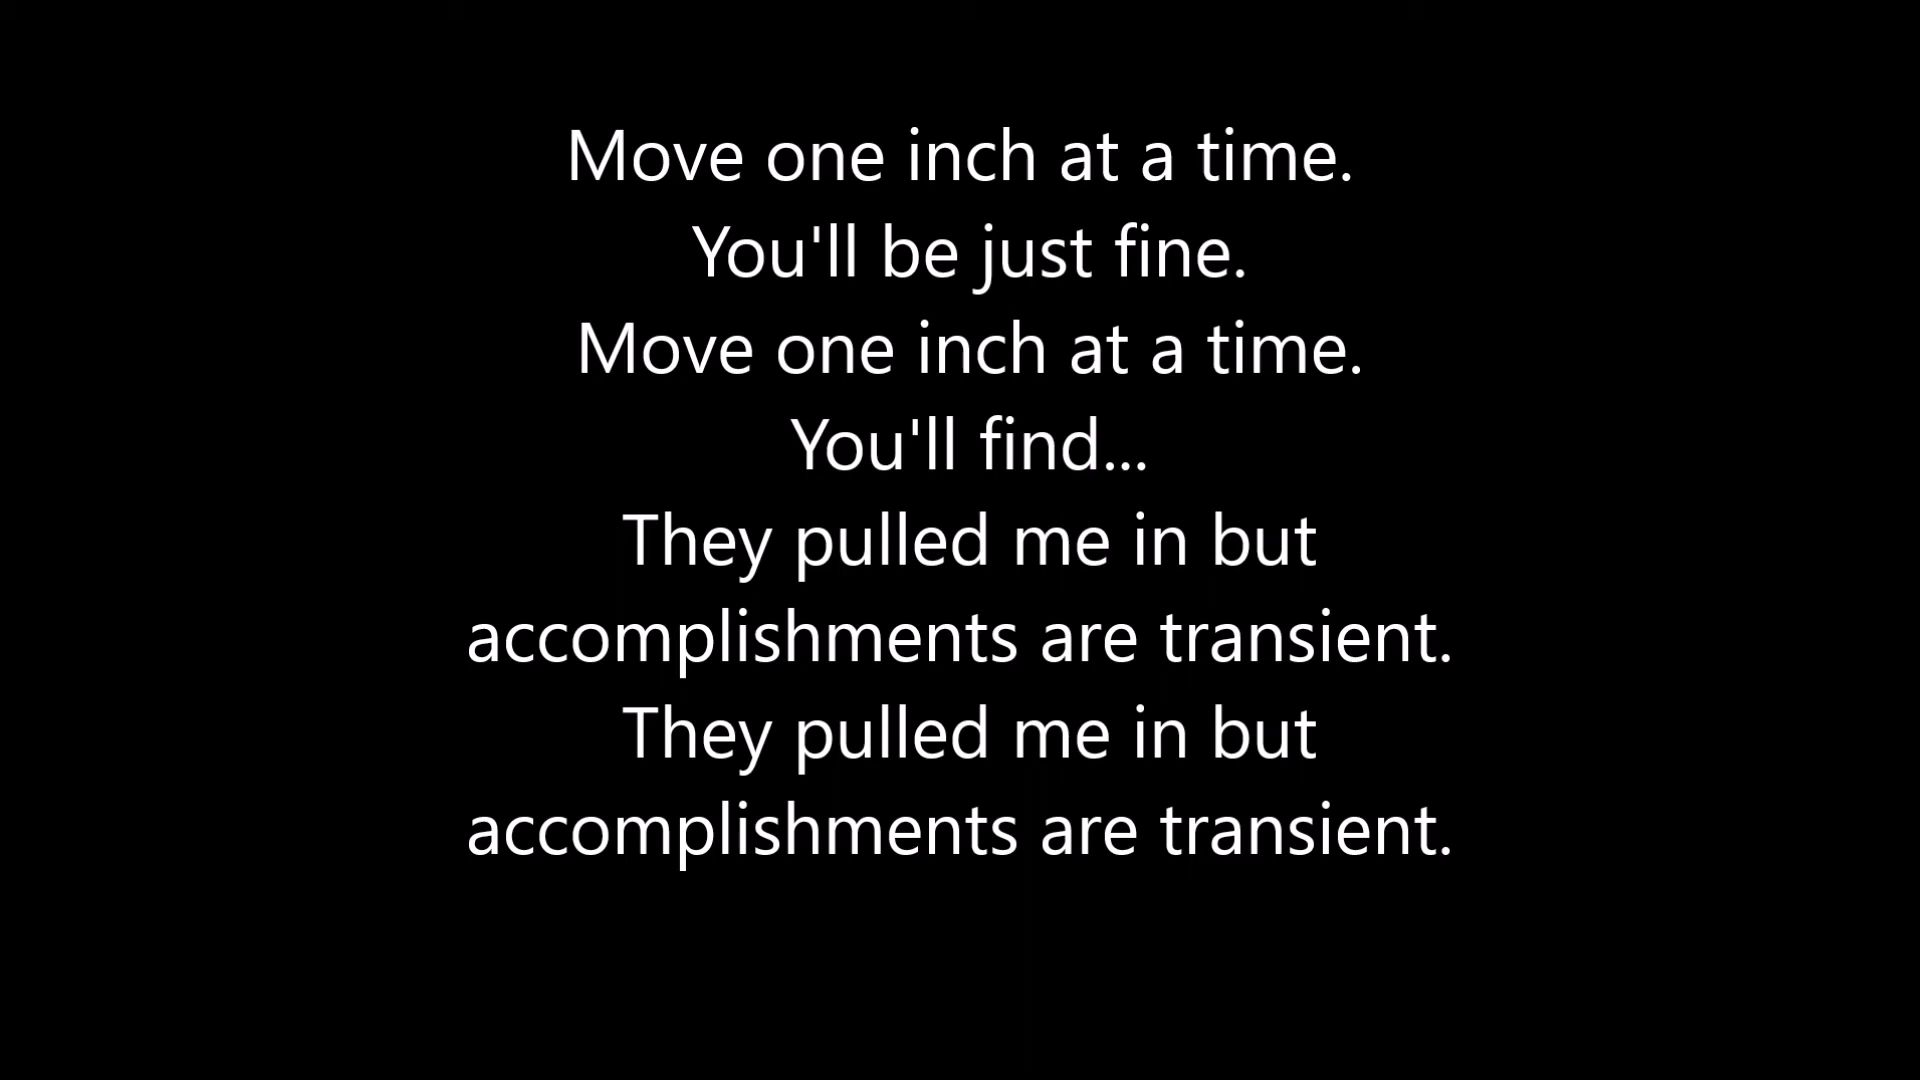 Move one inch at a time.
You'll be just fine.
Move one inch at a time.
You'll find...
They pulled me in but
accomplishments are transient.
They pulled me in but
accomplishments are transient.